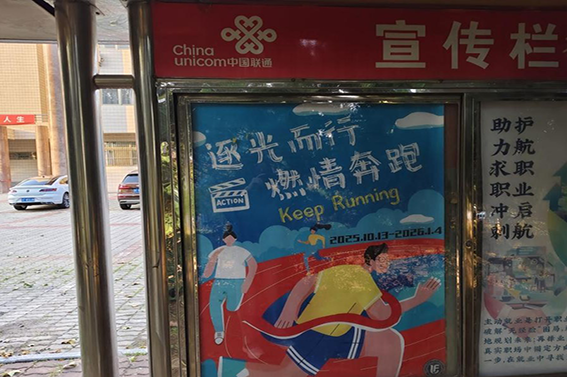 China
unicom中国联通
宣传栏
人生
逐光而行
燃情奔跑
ACTION
Keep Running
2025.10.13-2026.1.4
护航职业启航
助力求职冲刺